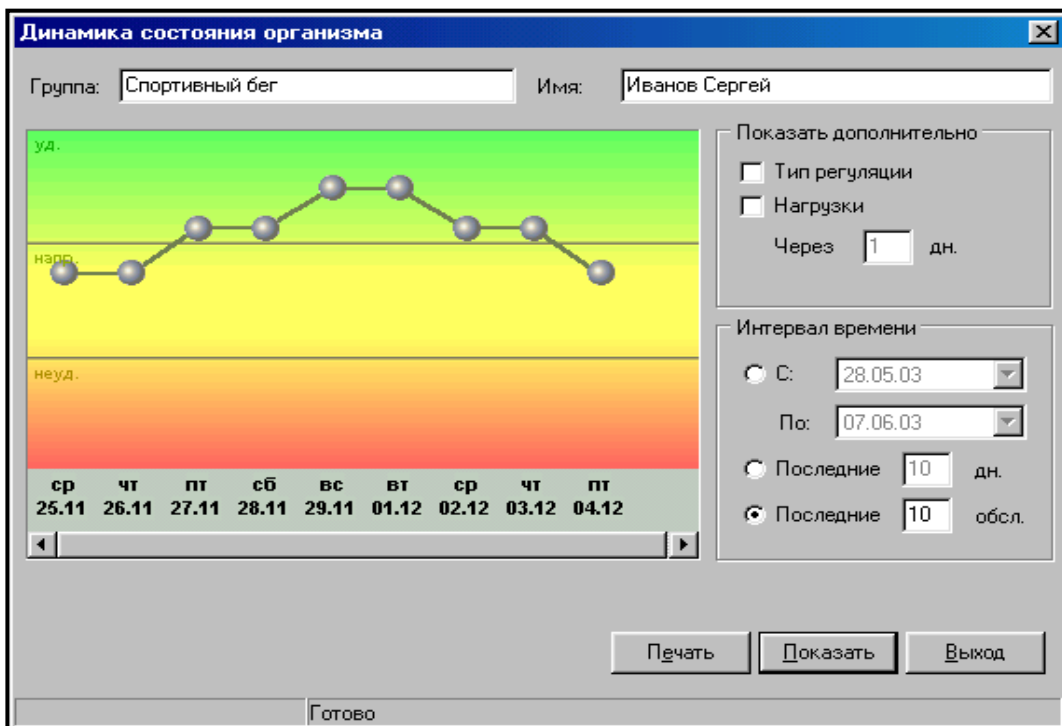 Динамика состояния организма
Группа: Спортивный бег Имя: Иванов Сергей
уд.
напр.
неуд.
ср чт пт сб вс вт ср чт пт
25.11 26.11 27.11 28.11 29.11 01.12 02.12 03.12 04.12
Показать дополнительно
Тип регуляции
Нагрузки
Через 1 дн.
Интервал времени
С: 28.05.03
По: 07.06.03
Последние 10 дн.
Последние 10 обсл.
Печать Показать Выход
Готово